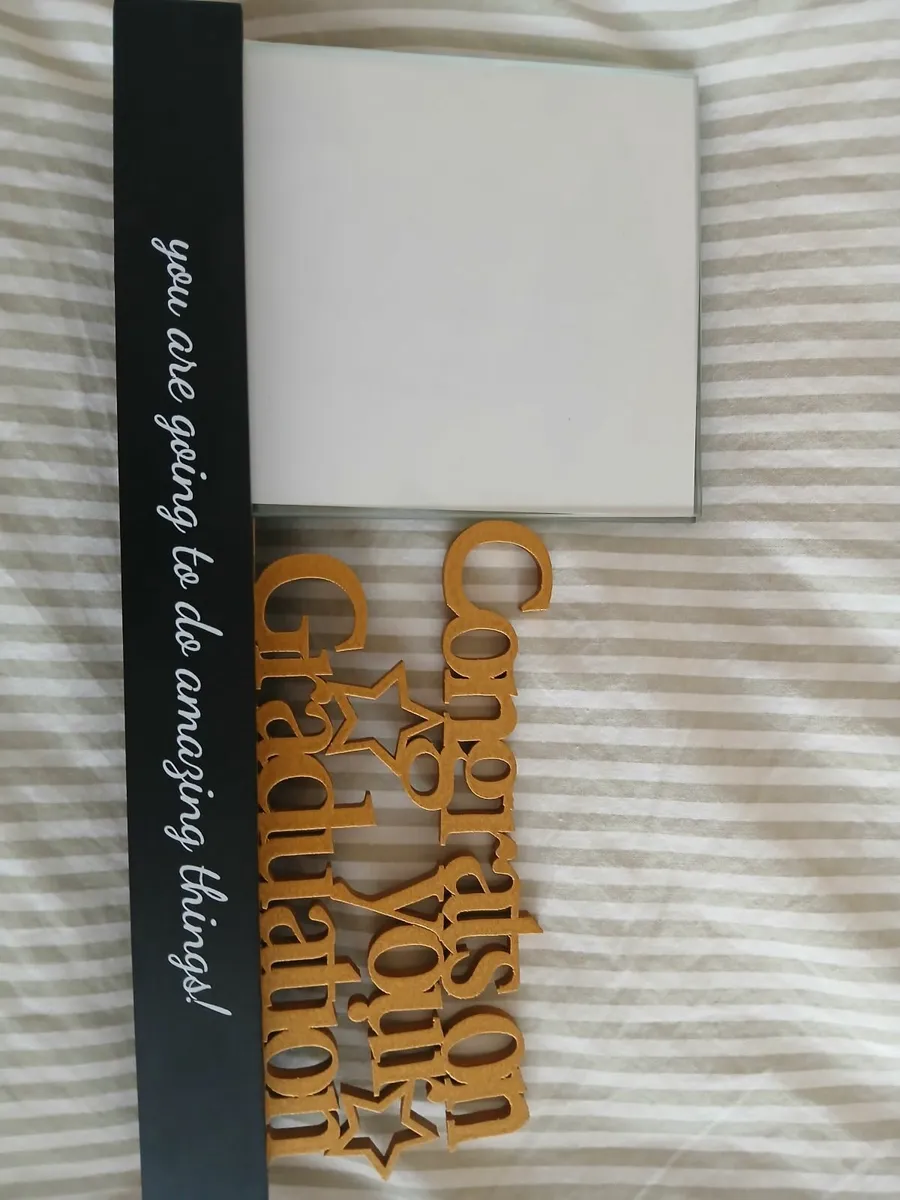 Congrats on
your
Graduation
you are going to do amazing things!